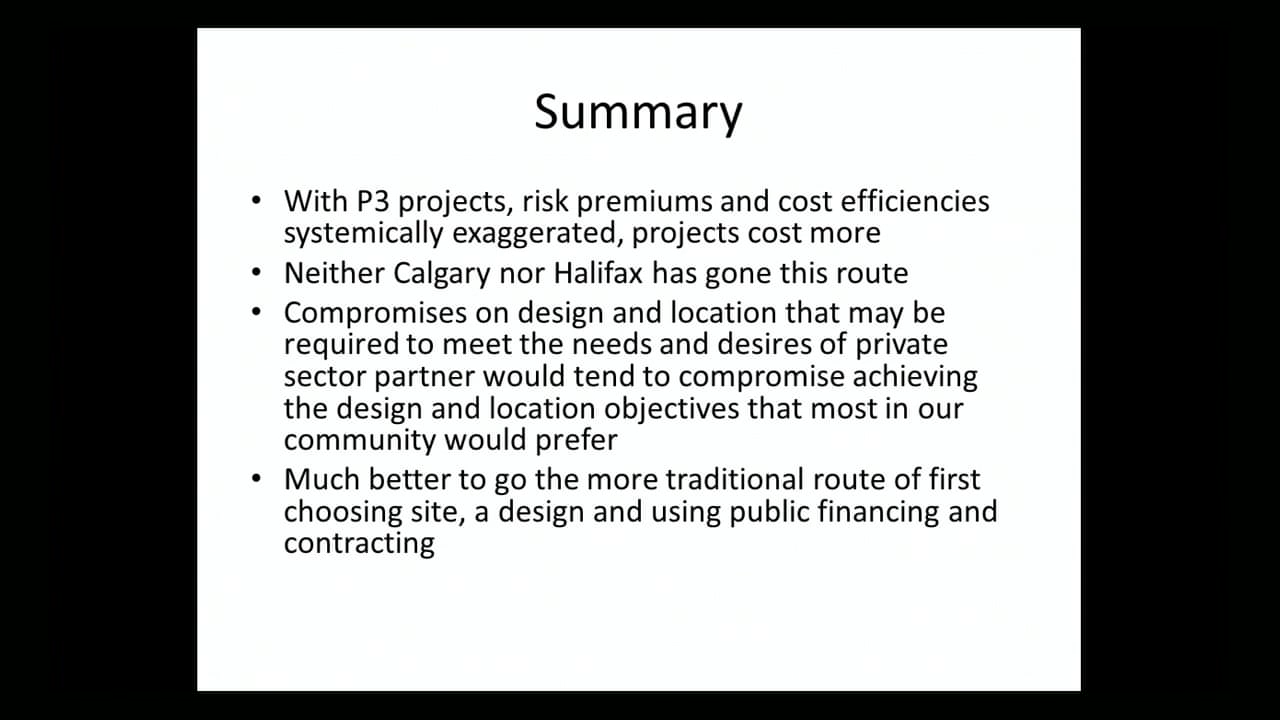 Summary
• With P3 projects, risk premiums and cost efficiencies
systemically exaggerated, projects cost more
• Neither Calgary nor Halifax has gone this route
• Compromises on design and location that may be
required to meet the needs and desires of private
sector partner would tend to compromise achieving
the design and location objectives that most in our
community would prefer
• Much better to go the more traditional route of first
choosing site, a design and using public financing and
contracting